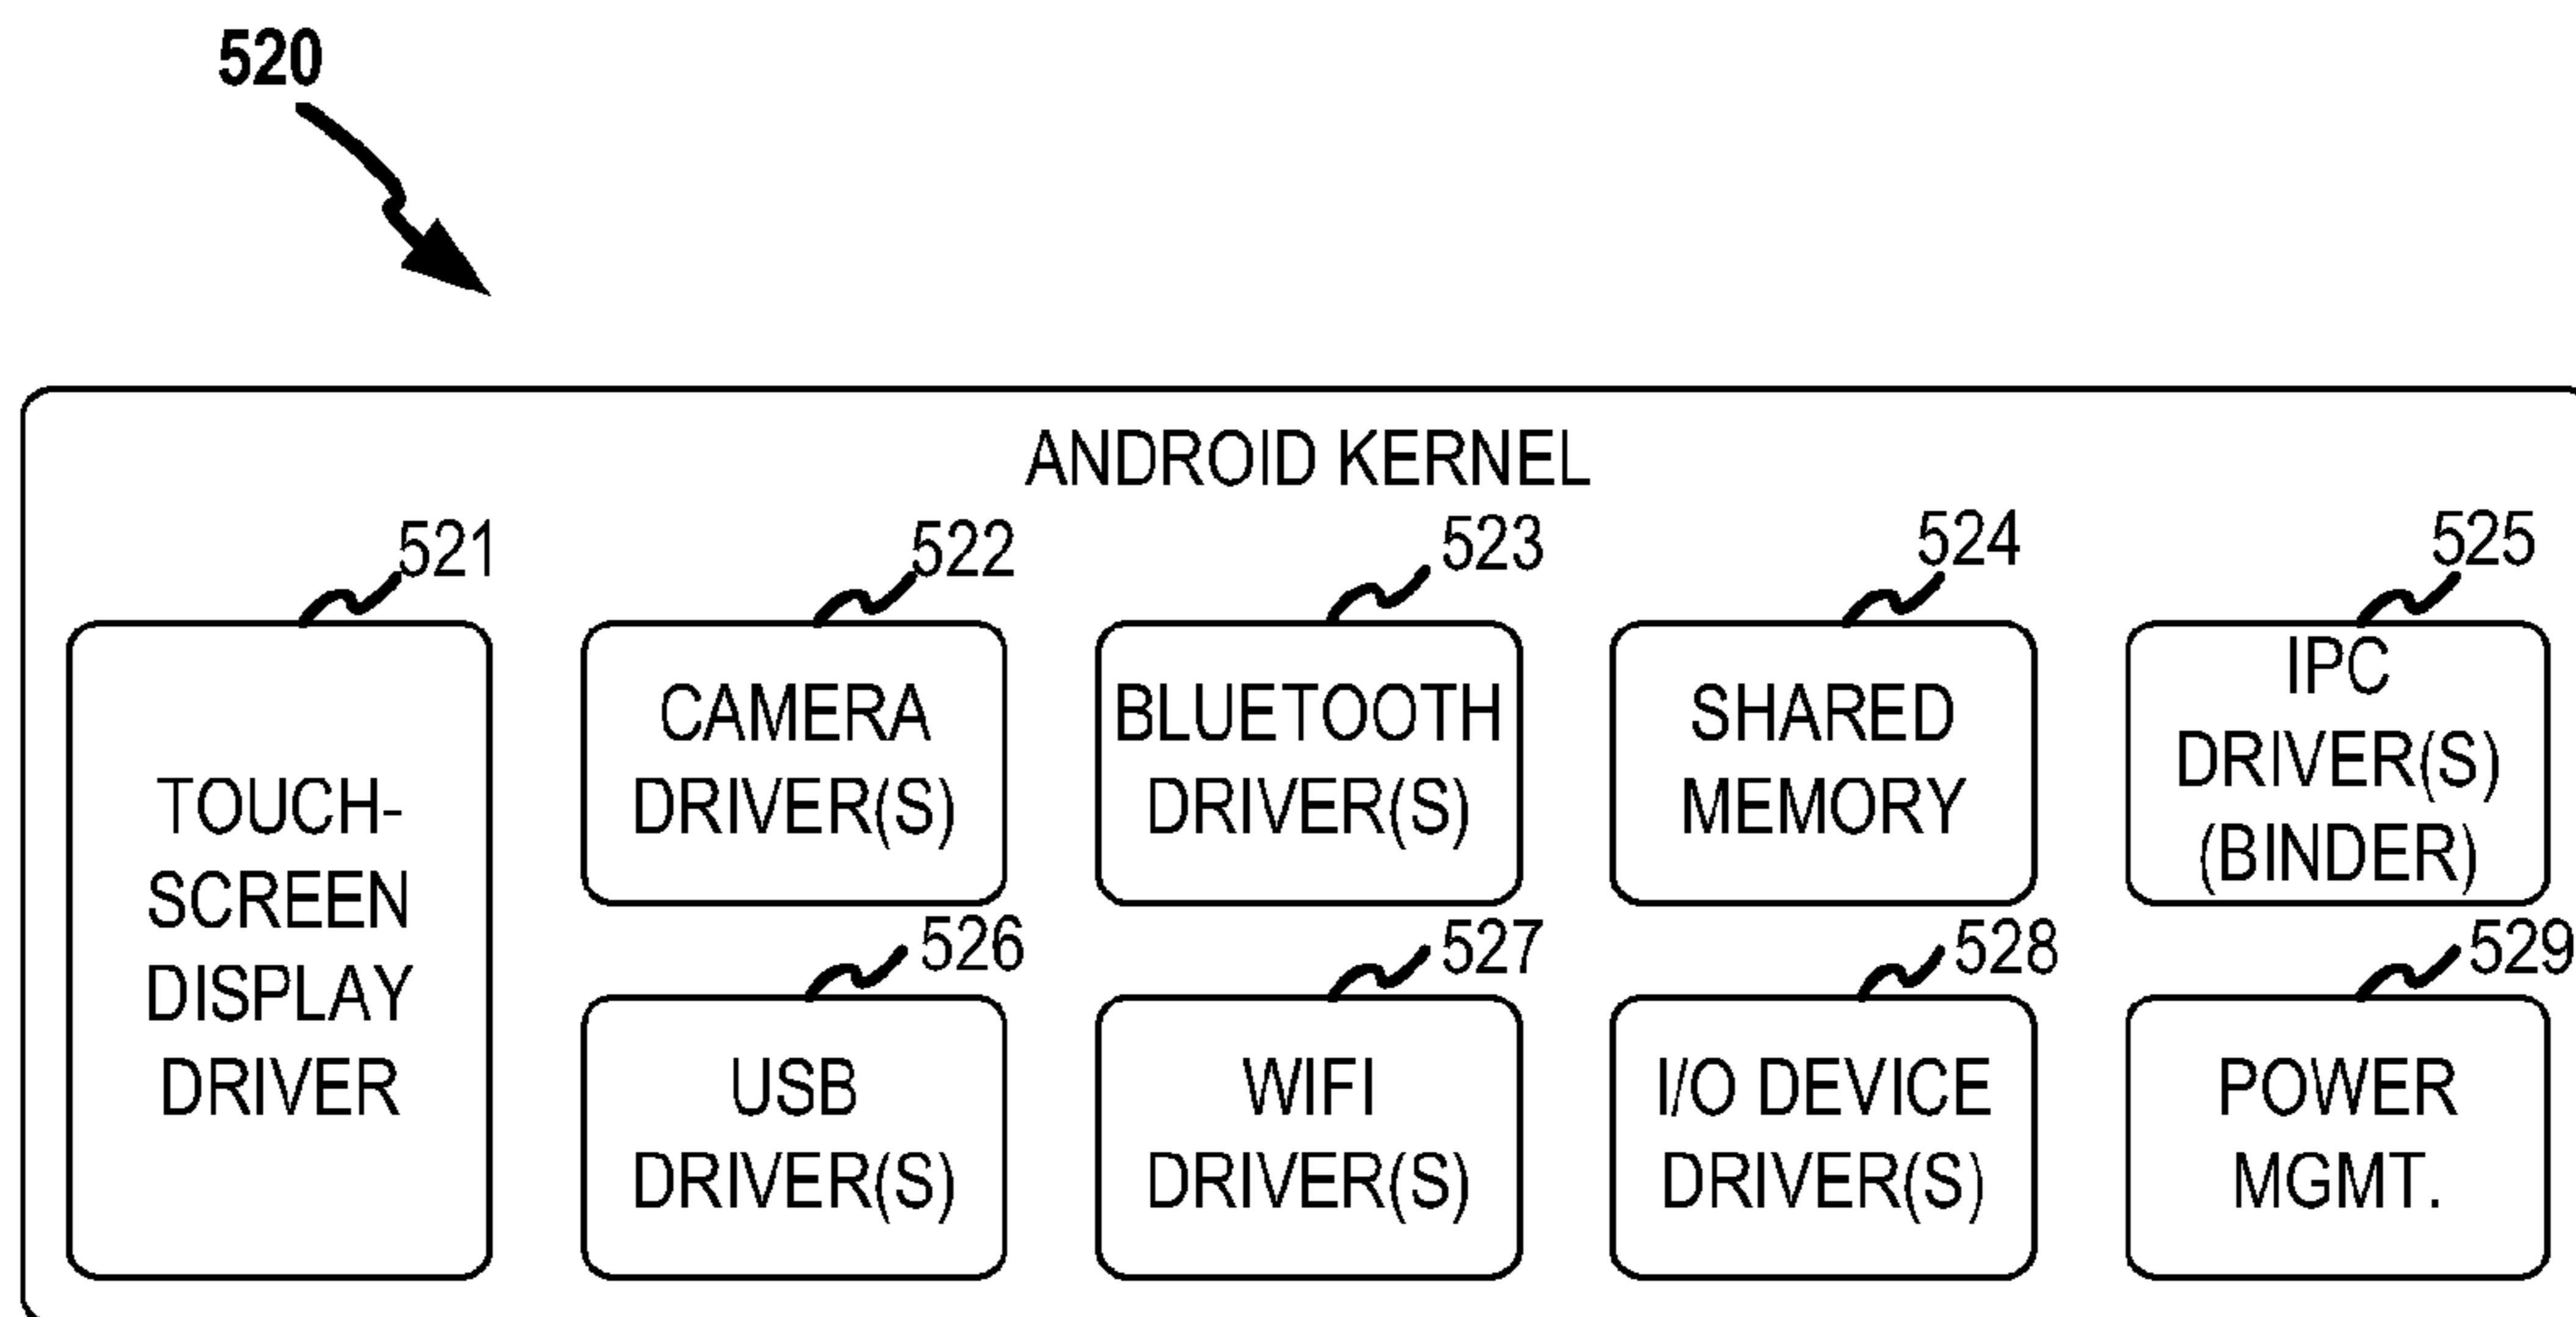 520
ANDROID KERNEL
521
522
523
524
525
TOUCH-
SCREEN
DISPLAY
DRIVER
CAMERA
DRIVER(S)
BLUETOOTH
DRIVER(S)
SHARED
MEMORY
IPC
DRIVER(S)
(BINDER)
526
527
528
529
USB
DRIVER(S)
WIFI
DRIVER(S)
I/O DEVICE
DRIVER(S)
POWER
MGMT.